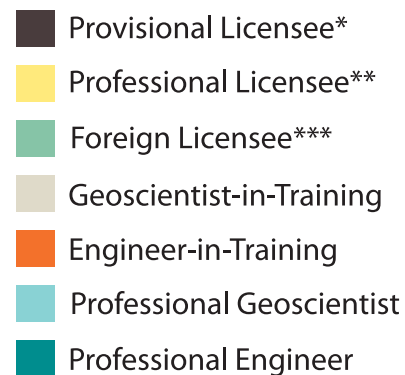 Provisional Licensee*
Professional Licensee**
Foreign Licensee***
Geoscientist-in-Training
Engineer-in-Training
Professional Geoscientist
Professional Engineer